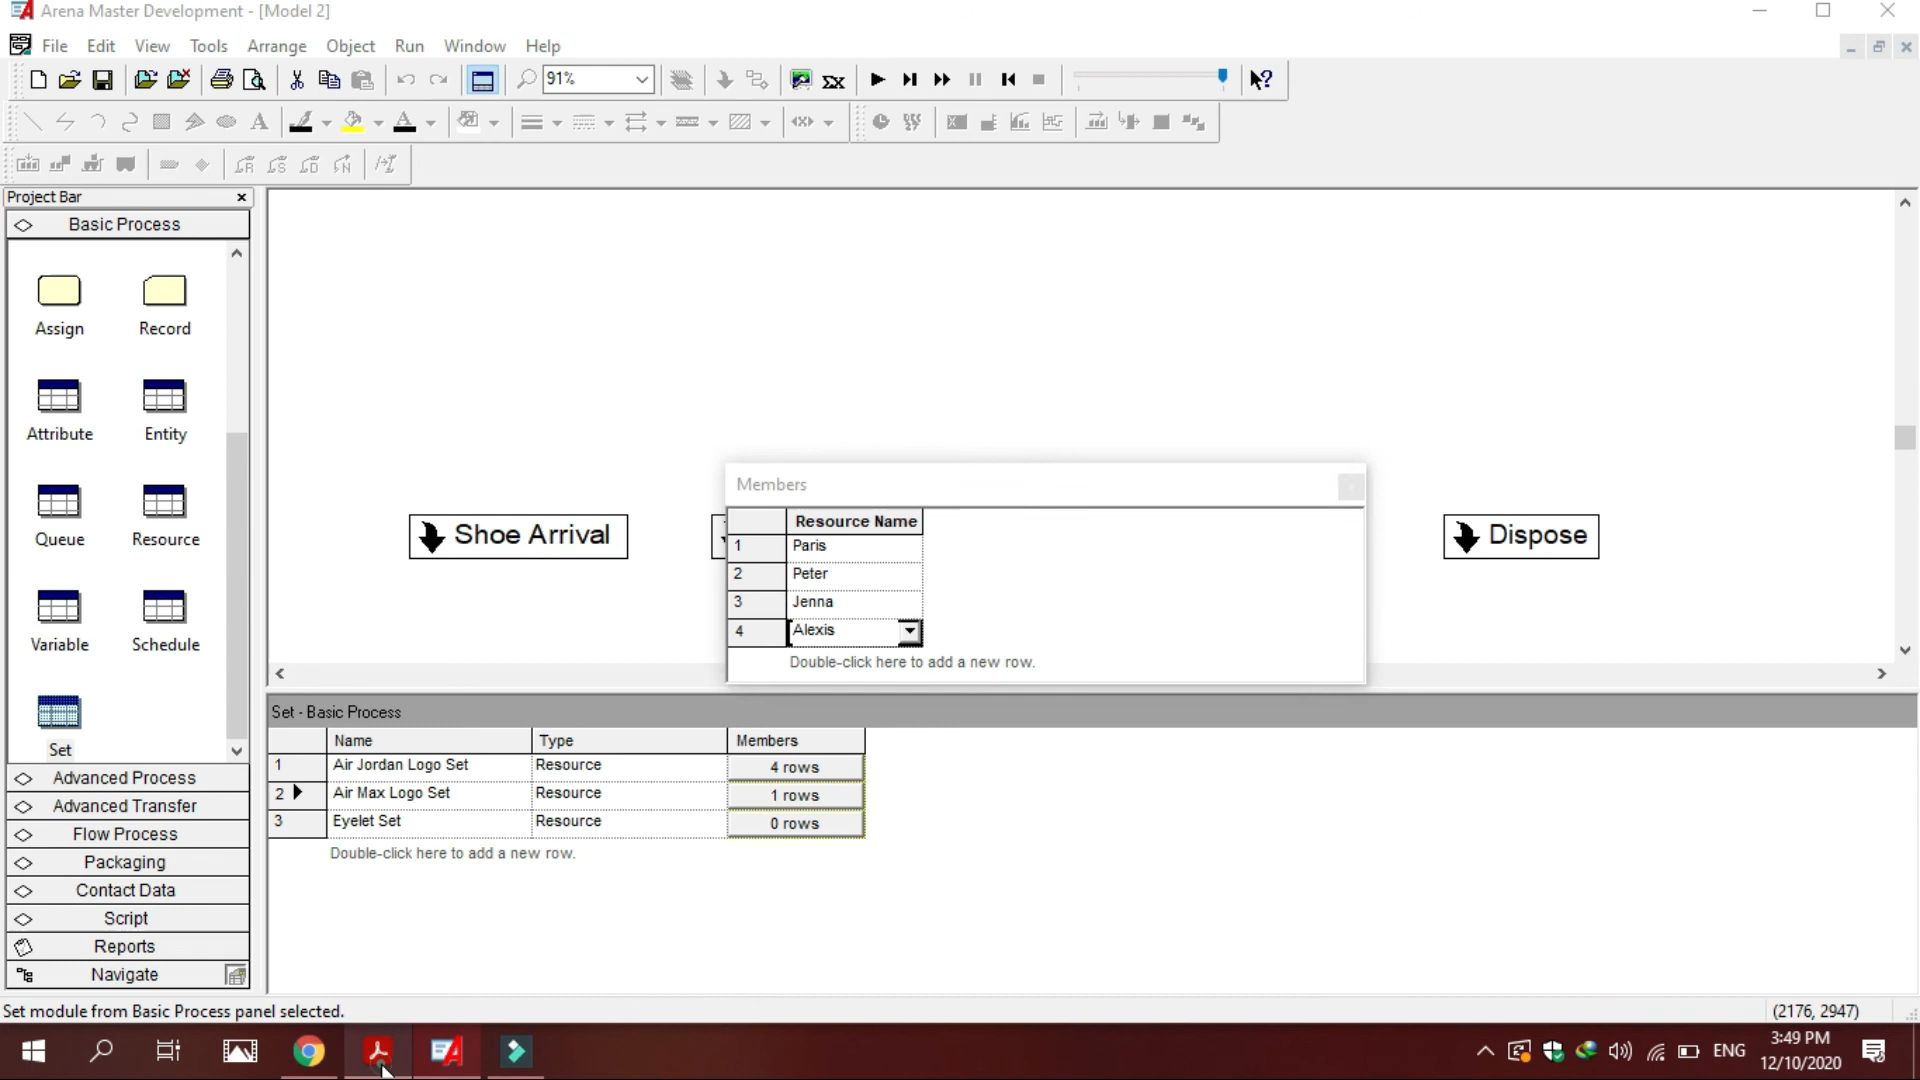 Arena Master Development - [Model 2]
File Edit View Tools Arrange Object Run Window Help
91%
Project Bar
Basic Process
Assign Record
Attribute Entity
Queue Resource
Variable Schedule
Set
Advanced Process
Advanced Transfer
Flow Process
Packaging
Contact Data
Script
Reports
Navigate
Shoe Arrival
Dispose
Members
Resource Name
1 Paris
2 Peter
3 Jenna
4 Alexis
Double-click here to add a new row.
Set - Basic Process
Name Type Members
1 Air Jordan Logo Set Resource 4 rows
2 Air Max Logo Set Resource 1 rows
3 Eyelet Set Resource 0 rows
Double-click here to add a new row.
Set module from Basic Process panel selected.
(2176, 2947)
ENG
3:49 PM
12/10/2020